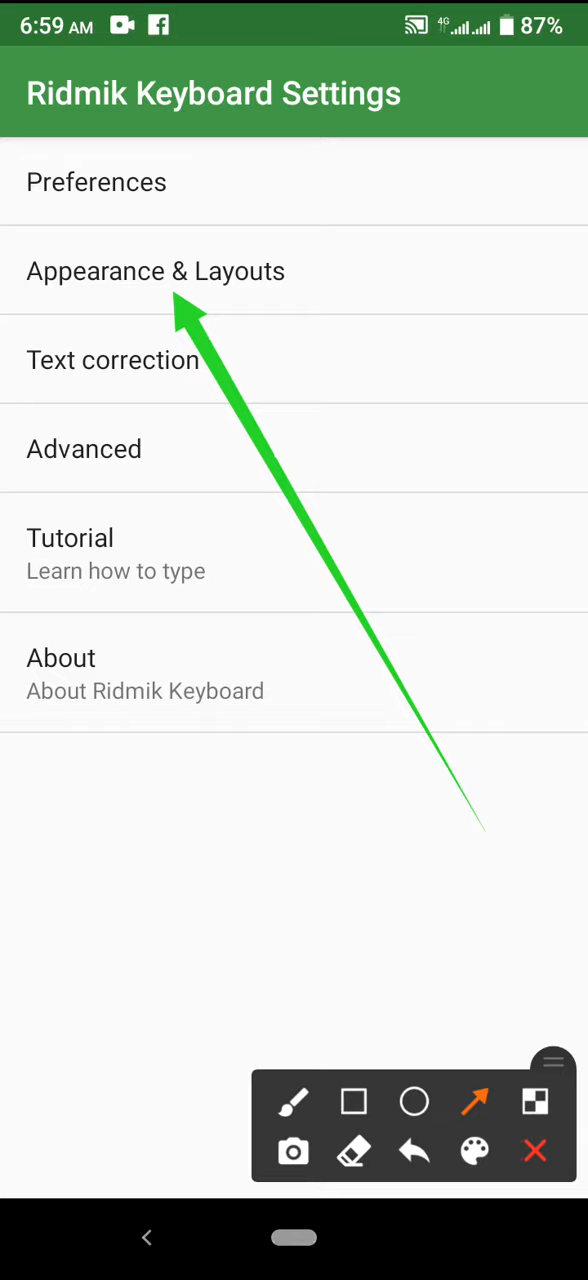 6:59 AM
4G
87%
Ridmik Keyboard Settings
Preferences
Appearance & Layouts
Text correction
Advanced
Tutorial
Learn how to type
About
About Ridmik Keyboard